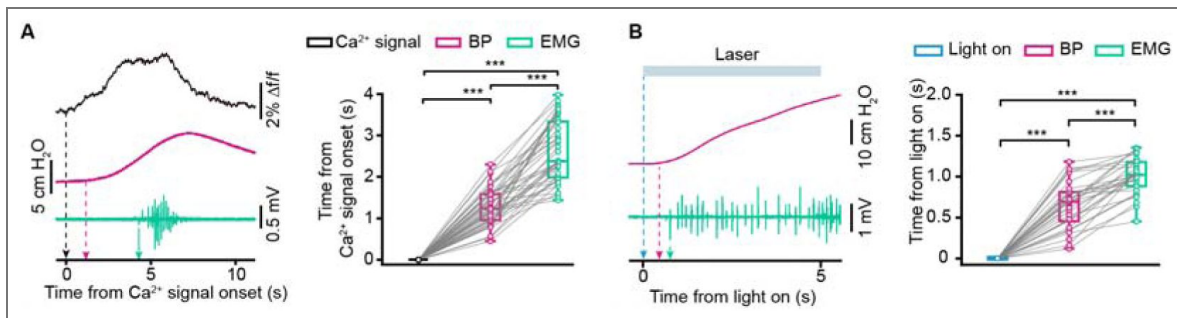 A
2% Δf/f
5 cm H₂O
0.5 mV
0 5 10
Time from Ca²⁺ signal onset (s)
Ca²⁺ signal BP EMG
***
*** ***
4
3
2
1
0
Time from
Ca²⁺ signal onset (s)
B
Laser
10 cm H₂O
1 mV
0 5
Time from light on (s)
Light on BP EMG
***
*** ***
2.0
1.5
1.0
0.5
0
Time from light on (s)